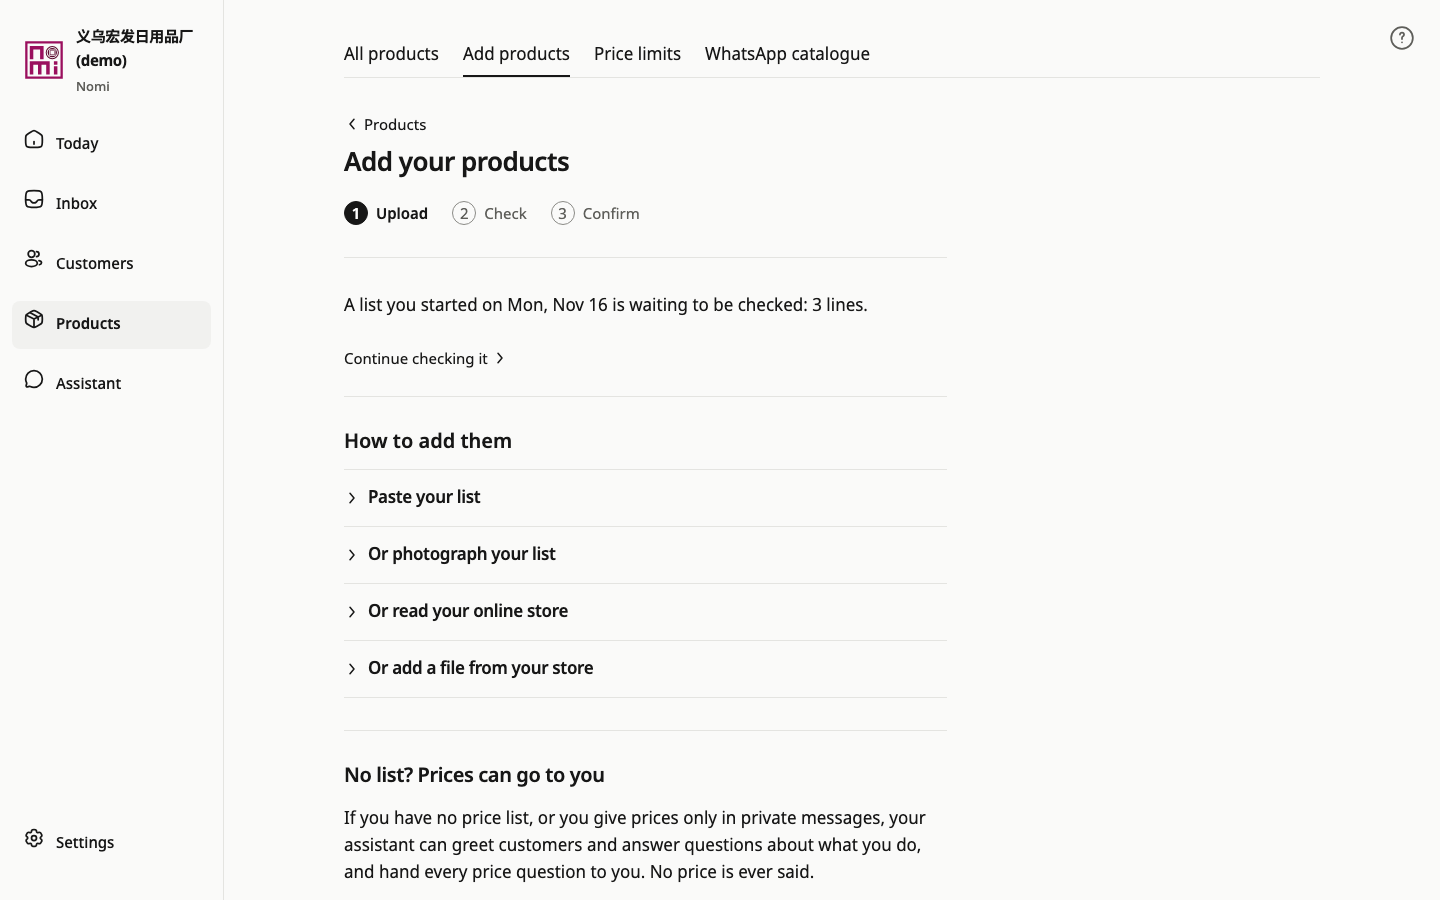 nomi
义乌宏发日用品厂
(demo)
Nomi
Today
Inbox
Customers
Products
Assistant
Settings
All products
Add products
Price limits
WhatsApp catalogue
?
Products
Add your products
1 Upload
2 Check
3 Confirm
A list you started on Mon, Nov 16 is waiting to be checked: 3 lines.
Continue checking it
How to add them
Paste your list
Or photograph your list
Or read your online store
Or add a file from your store
No list? Prices can go to you
If you have no price list, or you give prices only in private messages, your
assistant can greet customers and answer questions about what you do,
and hand every price question to you. No price is ever said.